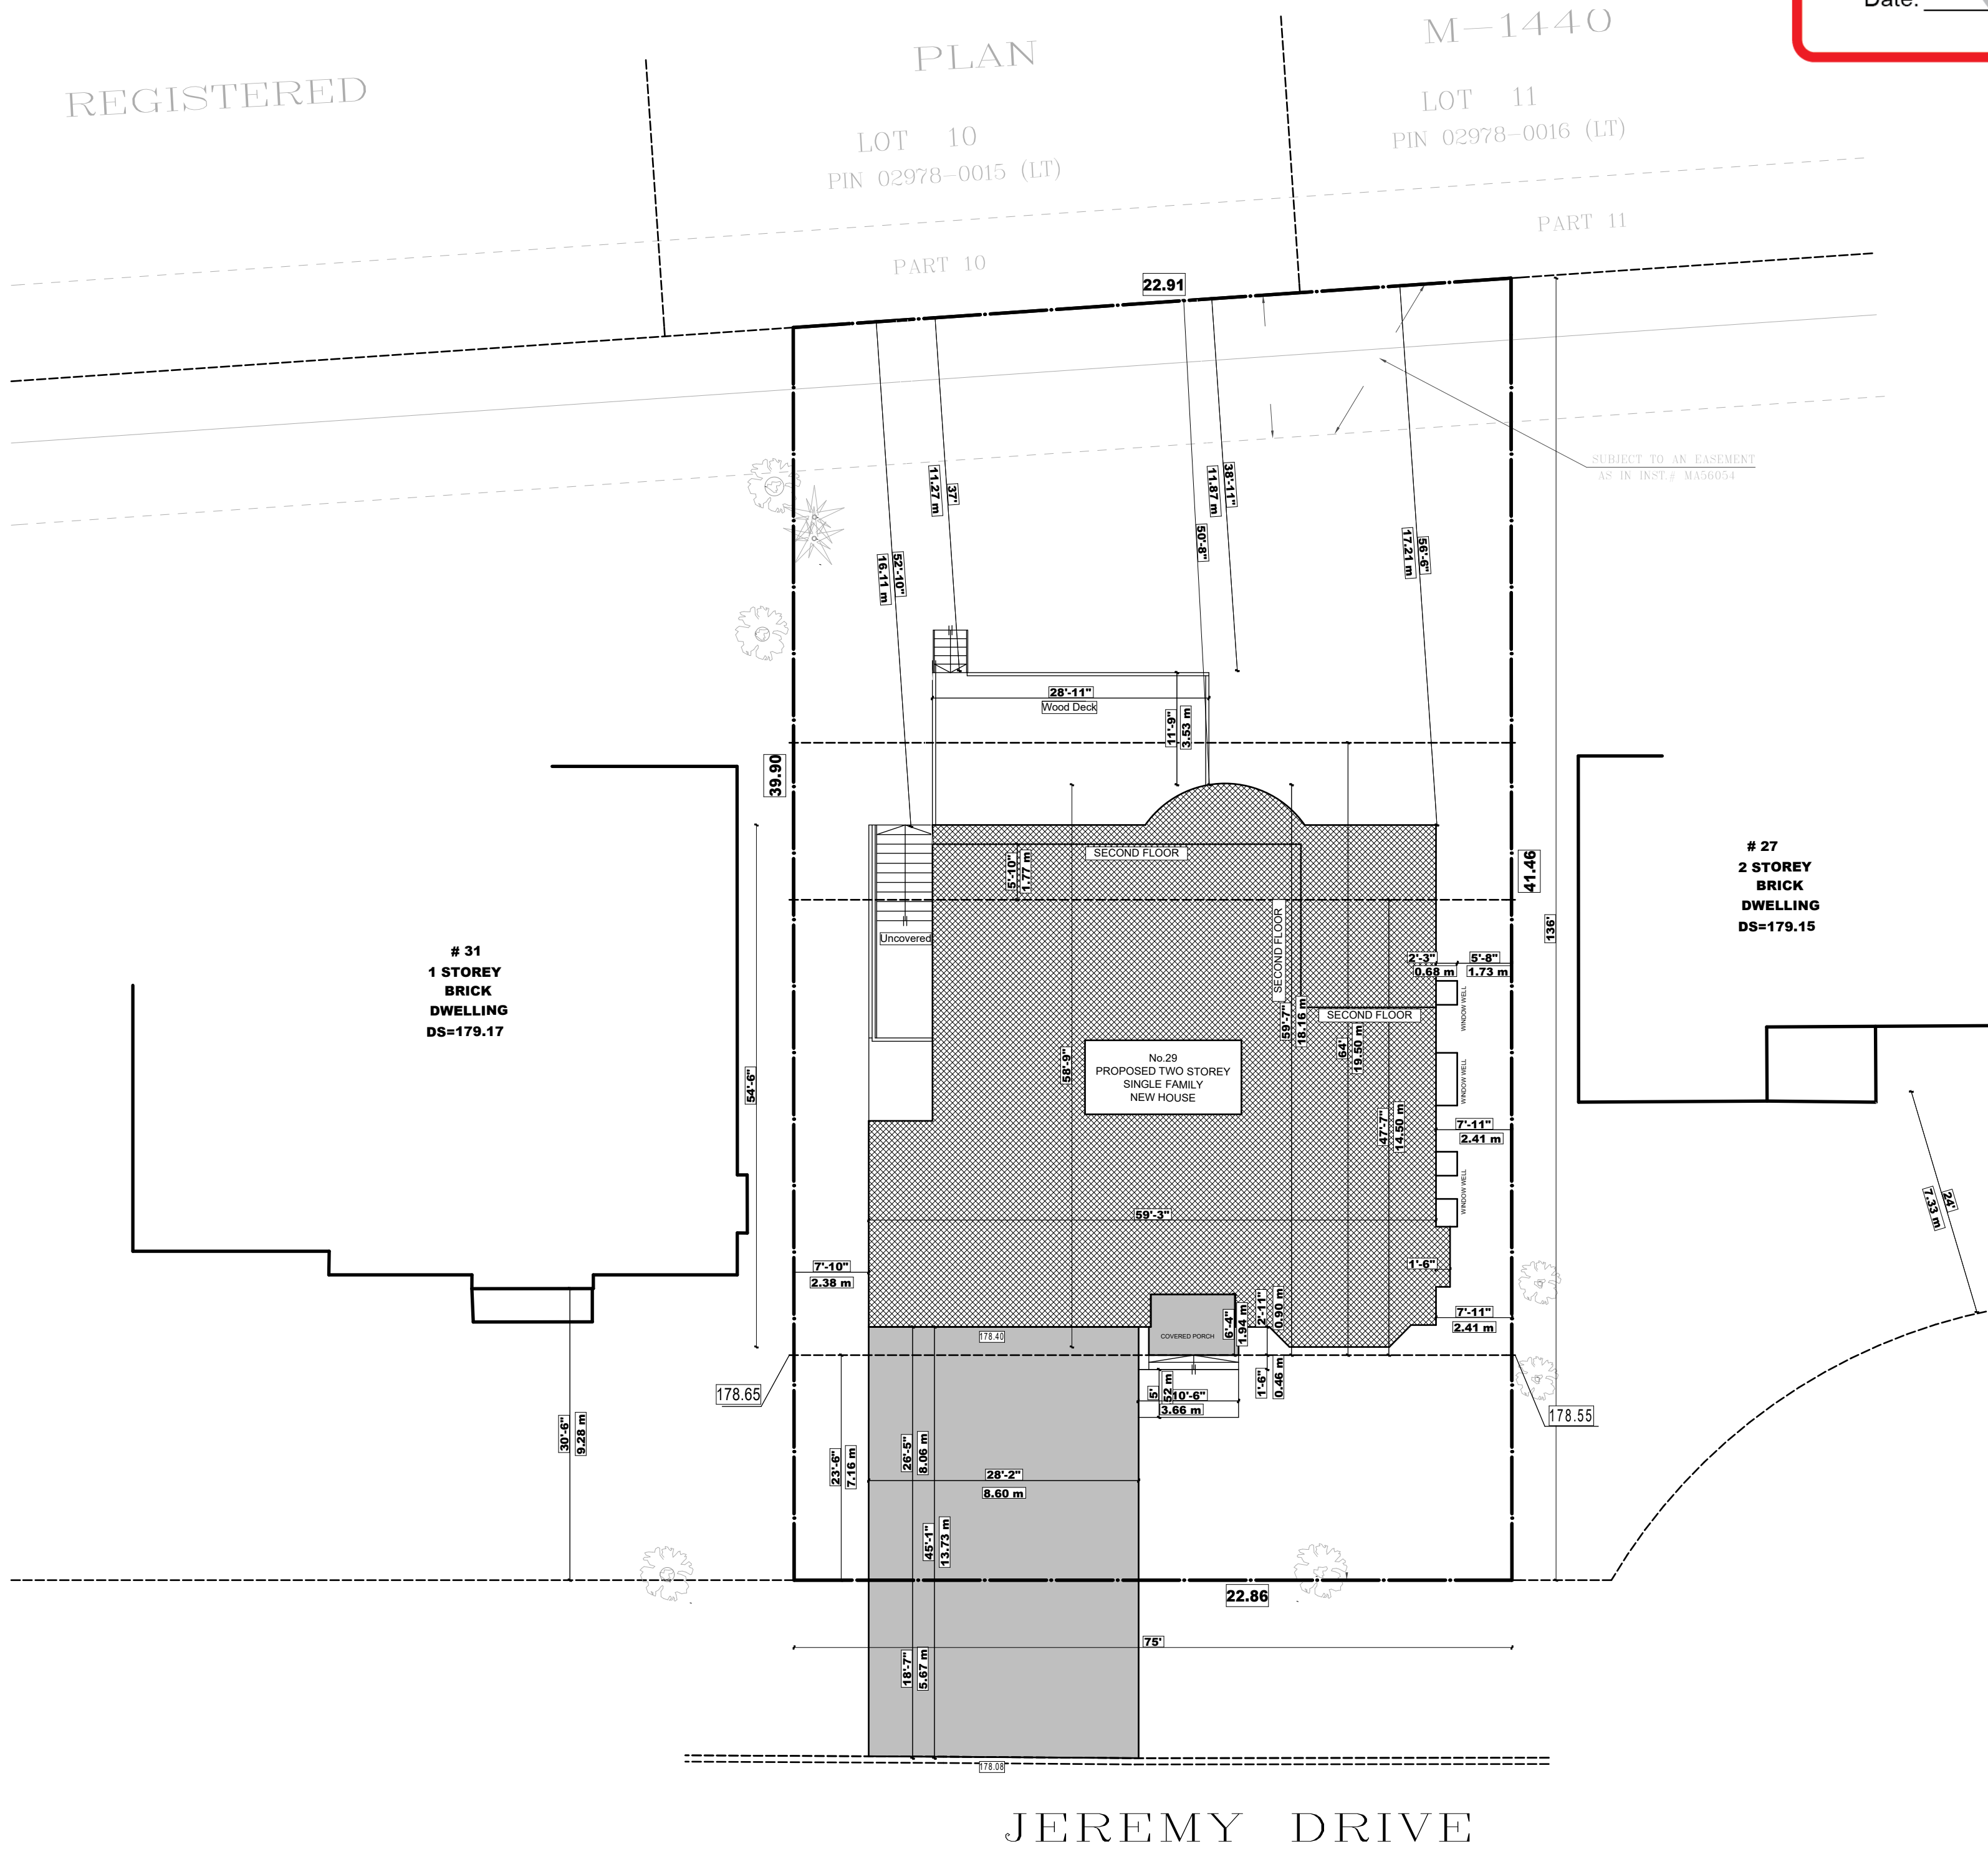 Date:
REGISTERED
PLAN
M-1440
LOT 10
PIN 02978-0015 (LT)
LOT 11
PIN 02978-0016 (LT)
PART 10
PART 11
22.91
SUBJECT TO AN EASEMENT
AS IN INST.# MA56054
11.27 m
37'
11.87 m
38'-11"
16.11 m
52'-10"
50'-8"
17.21 m
56'-6"
28'-11"
Wood Deck
11'-9"
3.53 m
39.90
41.46
136'
SECOND FLOOR
5'-10"
1.77 m
SECOND FLOOR
Uncovered
# 31
1 STOREY
BRICK
DWELLING
DS=179.17
# 27
2 STOREY
BRICK
DWELLING
DS=179.15
2'-3"
5'-8"
0.68 m
1.73 m
WINDOW WELL
SECOND FLOOR
59'-7"
18.16 m
64'
19.50 m
54'-6"
58'-9"
No.29
PROPOSED TWO STOREY
SINGLE FAMILY
NEW HOUSE
WINDOW WELL
47'-7"
14.50 m
7'-11"
2.41 m
WINDOW WELL
24'
7.33 m
59'-3"
7'-10"
2.38 m
1'-6"
7'-11"
2.41 m
178.40
COVERED PORCH
6'-4"
1.94 m
2'-11"
0.90 m
178.65
5'
52 m
10'-6"
3.66 m
1'-6"
0.46 m
178.55
30'-6"
9.28 m
23'-6"
7.16 m
26'-5"
8.06 m
28'-2"
8.60 m
45'-1"
13.73 m
22.86
75'
18'-7"
5.67 m
178.08
JEREMY DRIVE